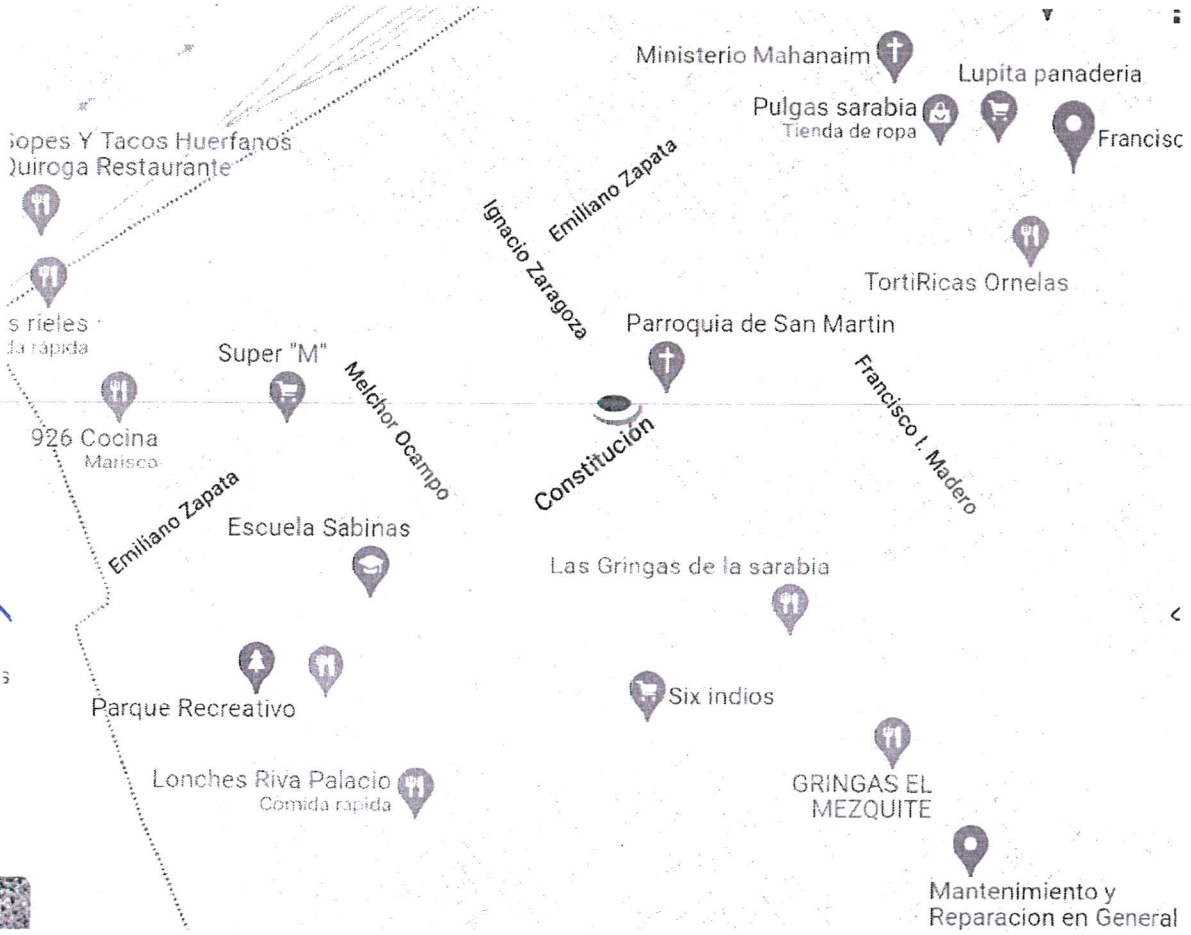 Ministerio Mahanaim
Lupita panaderia
Pulgas sarabia
Tienda de ropa
Francisc
opes Y Tacos Huerfanos
uiroga Restaurante
Emiliano Zapata
Ignacio Zaragoza
TortiRicas Ornelas
s rieles
da rápida
Super "M"
Parroquia de San Martin
Melchor Ocampo
Francisco I. Madero
926 Cocina
Marisco
Constitución
Emiliano Zapata
Escuela Sabinas
Las Gringas de la sarabia
s
Parque Recreativo
Six indios
Lonches Riva Palacio
Comida rapida
GRINGAS EL
MEZQUITE
Mantenimiento y
Reparacion en General